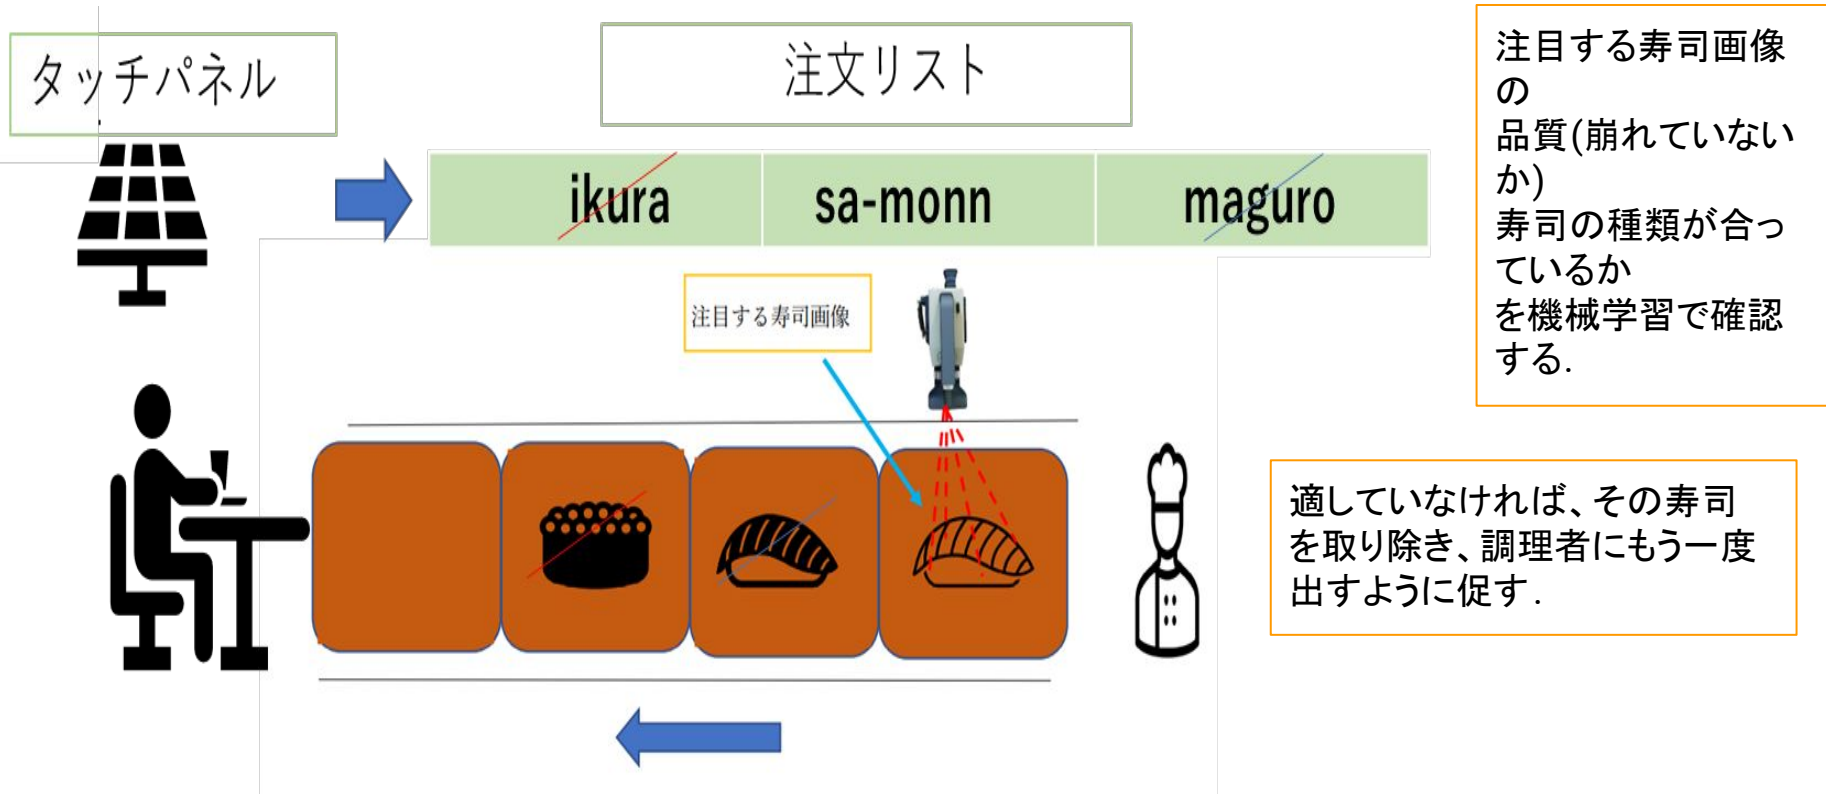 タッチパネル
注文リスト
ikura
sa-monn
maguro
注目する寿司画像
注目する寿司画像
の
品質(崩れていない
か)
寿司の種類が合っ
ているか
を機械学習で確認
する.
適していなければ、その寿司
を取り除き、調理者にもう一度
出すように促す.